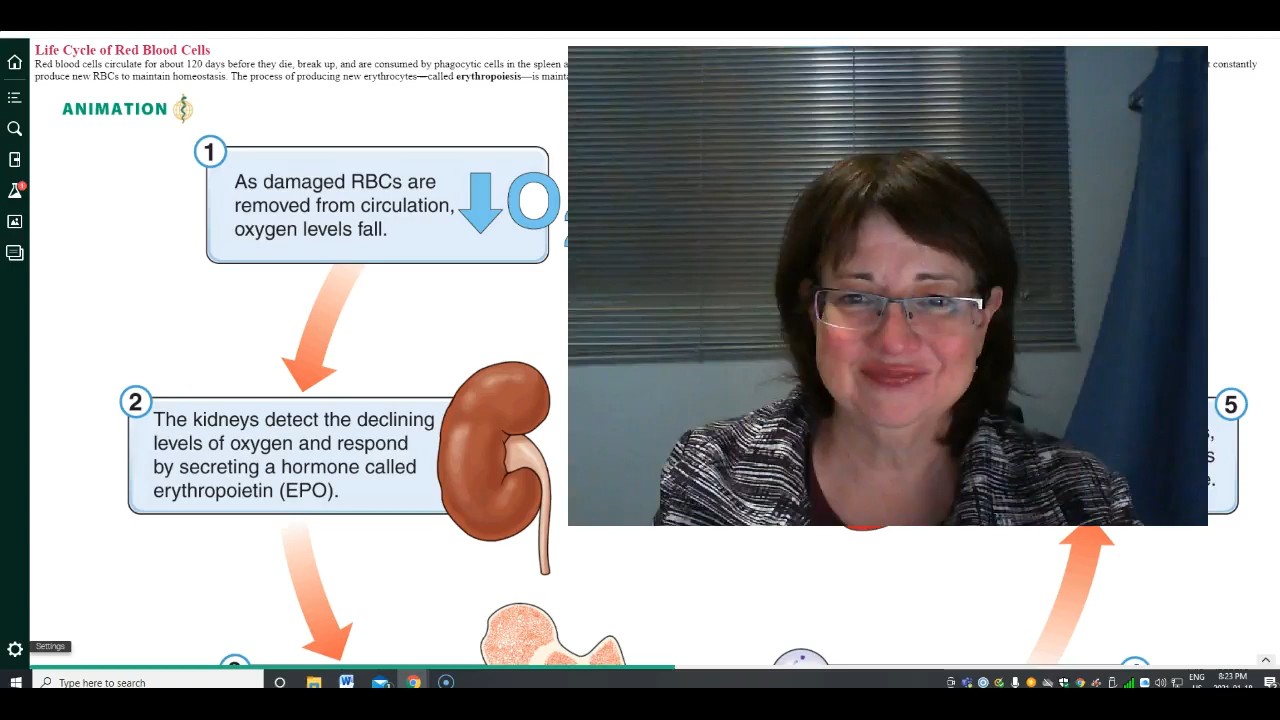 Life Cycle of Red Blood Cells
Red blood cells circulate for about 120 days before they die, break up, and are consumed by phagocytic cells in the spleen a
t constantly
produce new RBCs to maintain homeostasis. The process of producing new erythrocytes—called erythropoiesis—is maint
ANIMATION
1
As damaged RBCs are
removed from circulation,
oxygen levels fall.
O
2
The kidneys detect the declining
levels of oxygen and respond
by secreting a hormone called
erythropoietin (EPO).
5
s
e.
Settings
Type here to search
ENG
US
8:23 PM